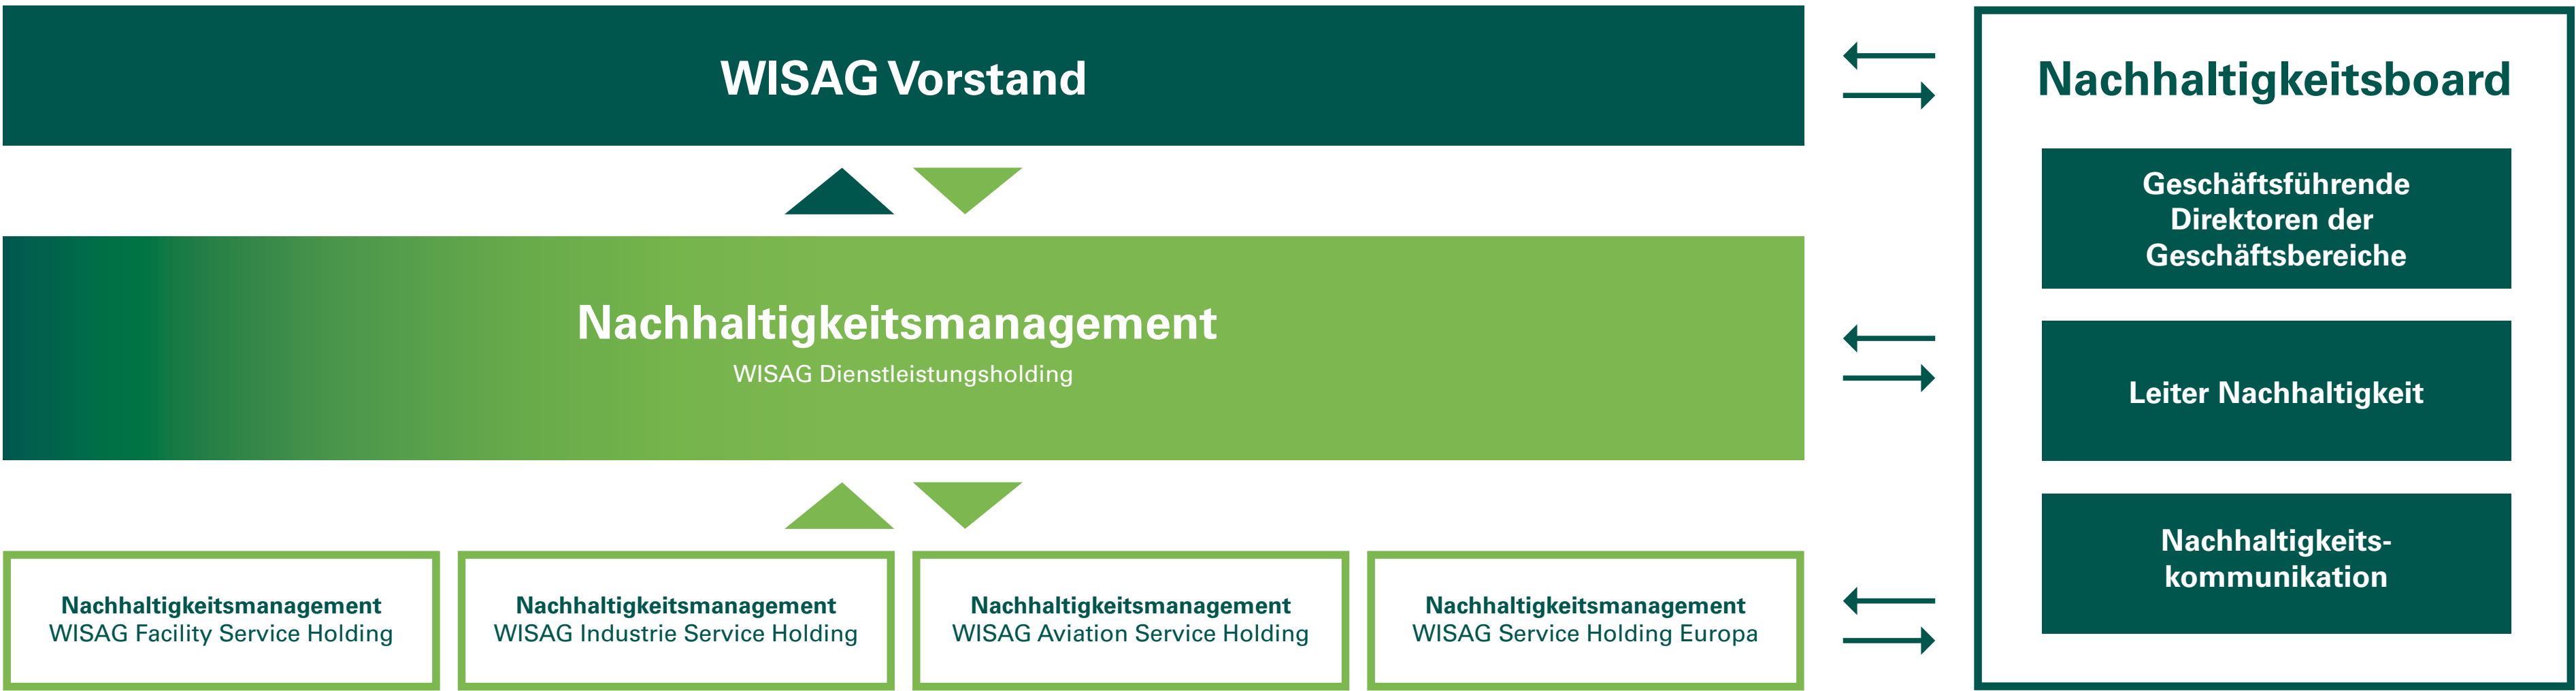 WISAG Vorstand
Nachhaltigkeitsmanagement
WISAG Dienstleistungsholding
Nachhaltigkeitsmanagement
WISAG Facility Service Holding
Nachhaltigkeitsmanagement
WISAG Industrie Service Holding
Nachhaltigkeitsmanagement
WISAG Aviation Service Holding
Nachhaltigkeitsmanagement
WISAG Service Holding Europa
Nachhaltigkeitsboard
Geschäftsführende
Direktoren der
Geschäftsbereiche
Leiter Nachhaltigkeit
Nachhaltigkeits-
kommunikation